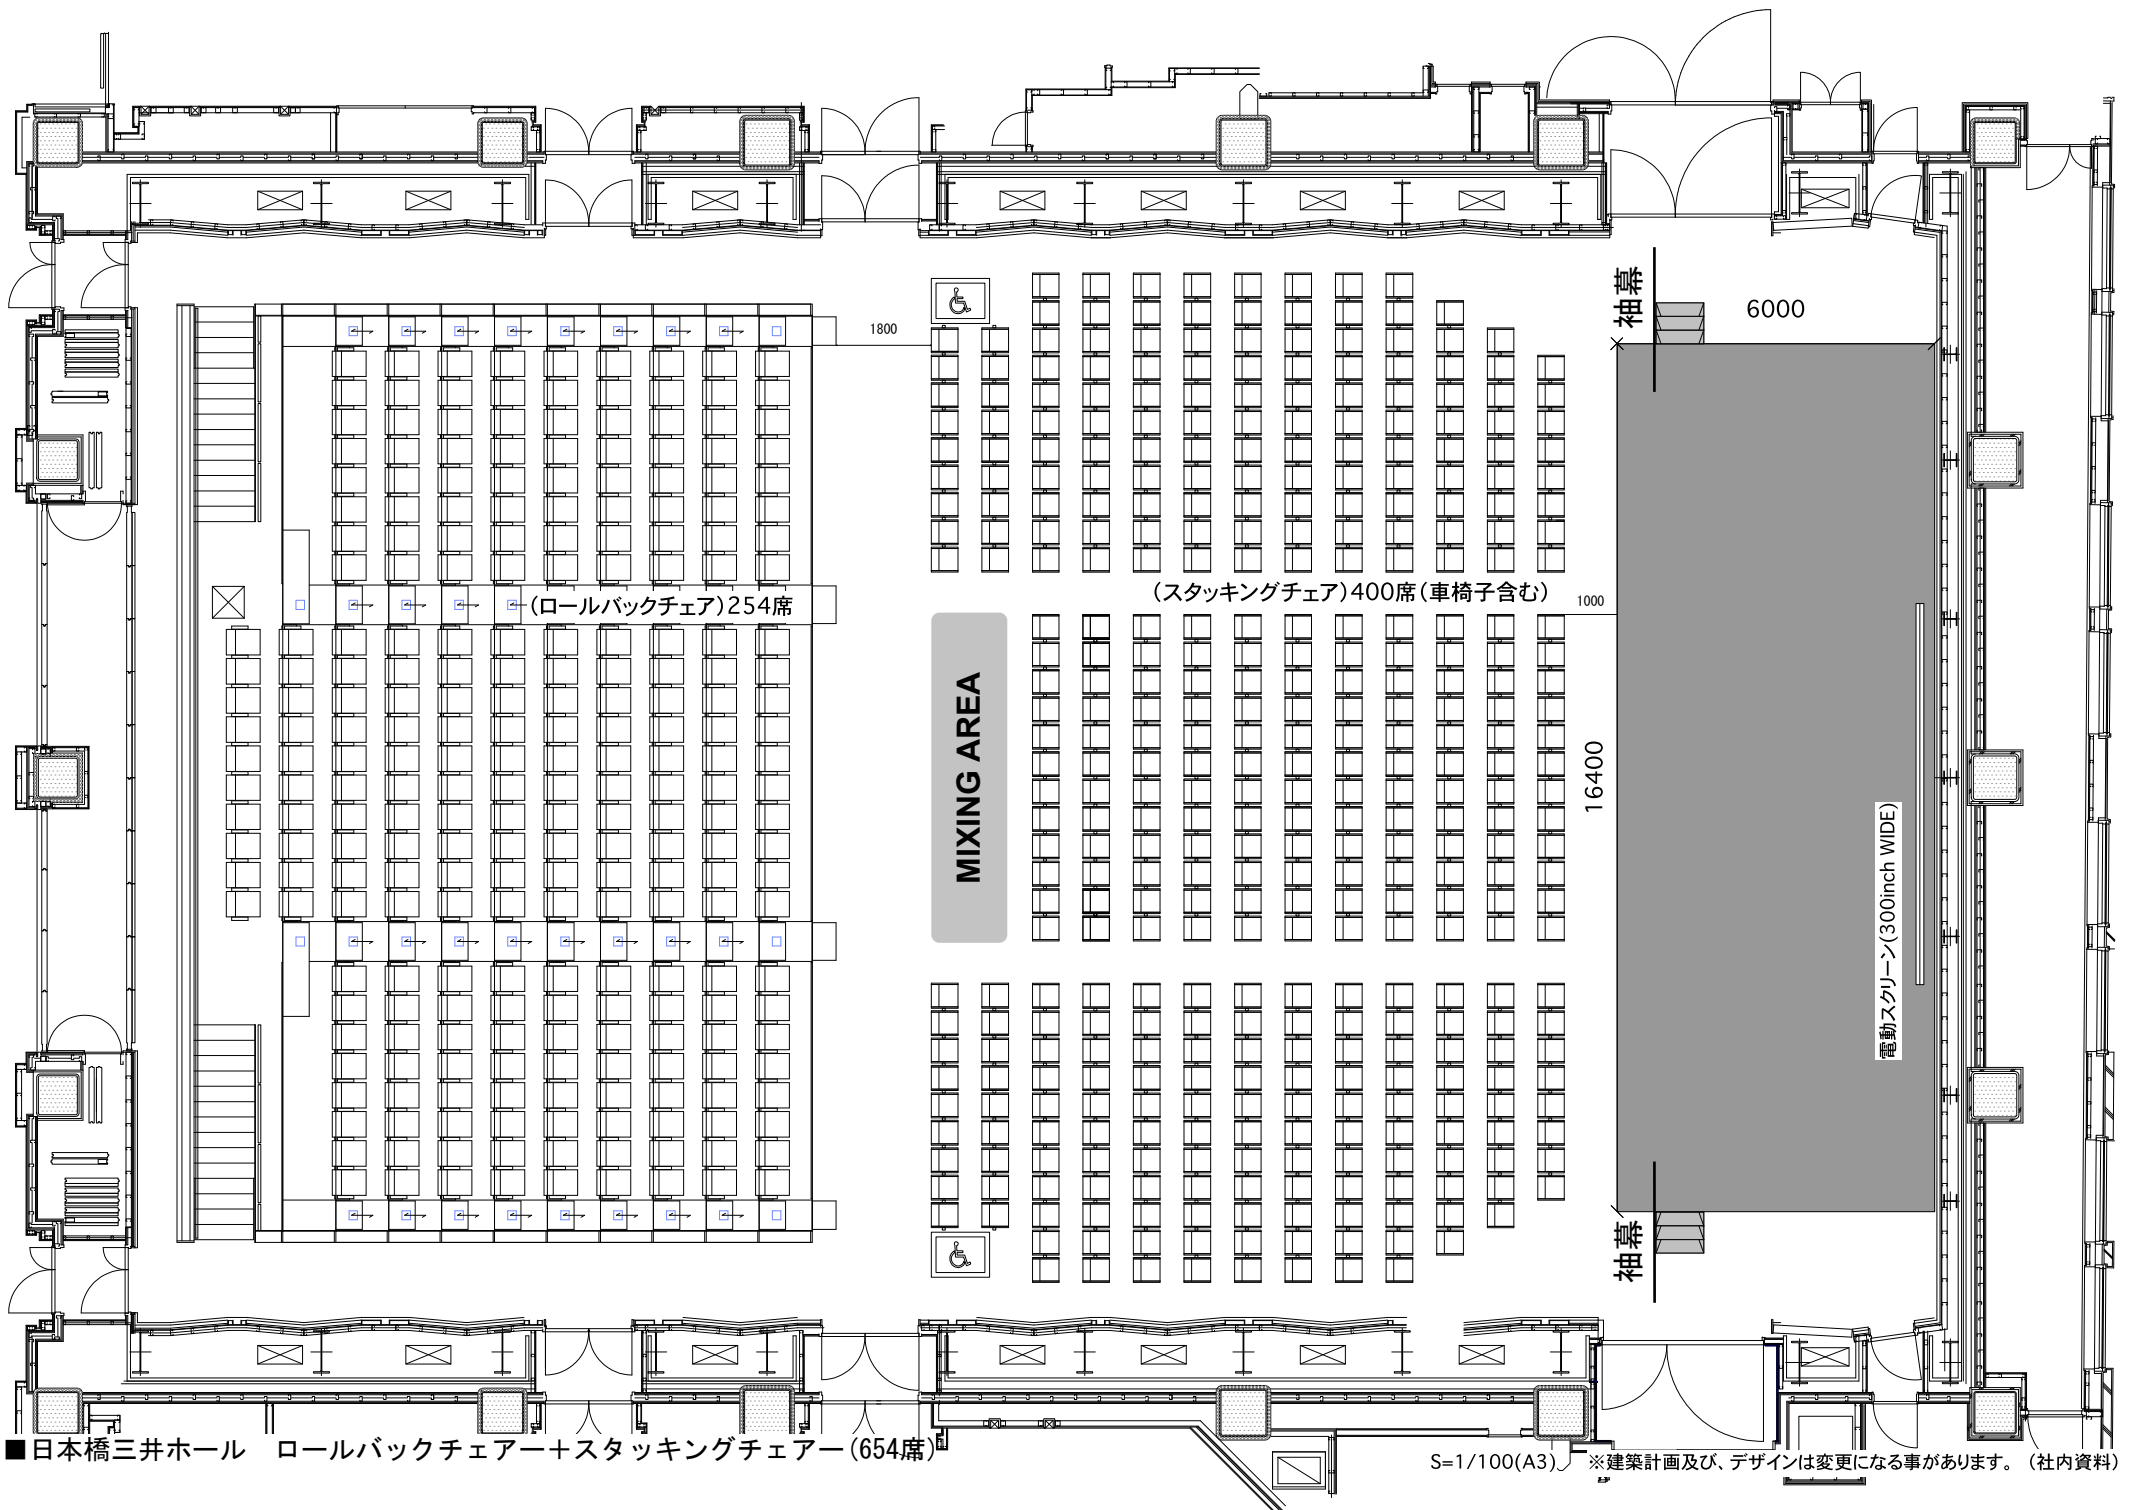 袖幕
6000
1800
(スタッキングチェア)400席(車椅子含む)
1000
(ロールバックチェア)254席
MIXING AREA
16400
電動スクリーン(300inch WIDE)
袖幕
■日本橋三井ホール　ロールバックチェアー＋スタッキングチェアー(654席)
S=1/100(A3)
※建築計画及び、デザインは変更になる事があります。（社内資料）